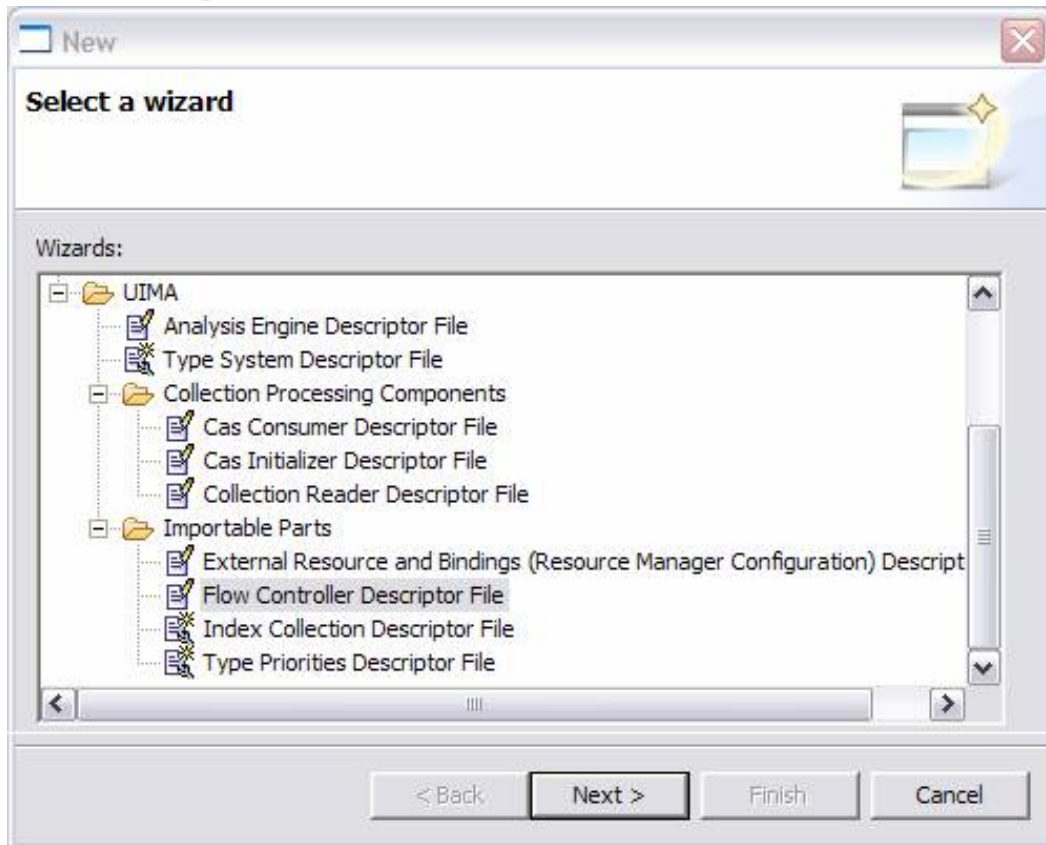 New
Select a wizard
Wizards:
UIMA
Analysis Engine Descriptor File
Type System Descriptor File
Collection Processing Components
Cas Consumer Descriptor File
Cas Initializer Descriptor File
Collection Reader Descriptor File
Importable Parts
External Resource and Bindings (Resource Manager Configuration) Descript
Flow Controller Descriptor File
Index Collection Descriptor File
Type Priorities Descriptor File
< Back Next > Finish Cancel